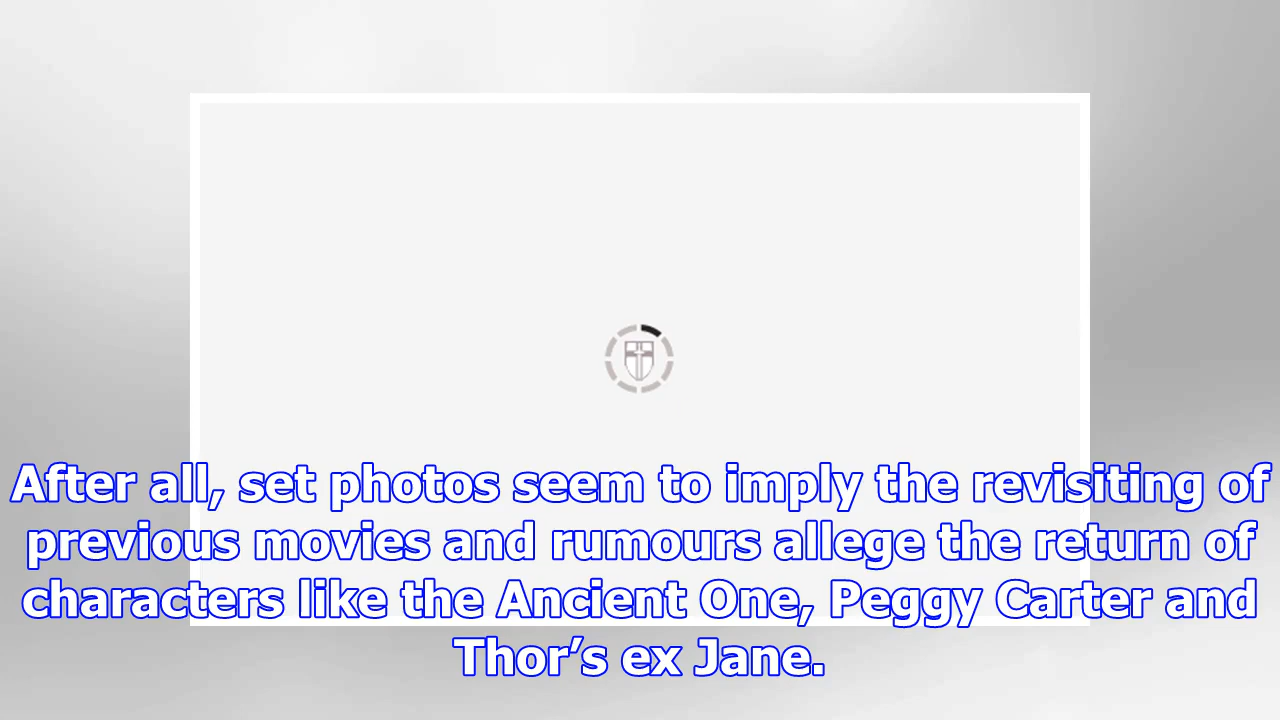 After all, set photos seem to imply the revisiting of
previous movies and rumours allege the return of
characters like the Ancient One, Peggy Carter and
Thor’s ex Jane.